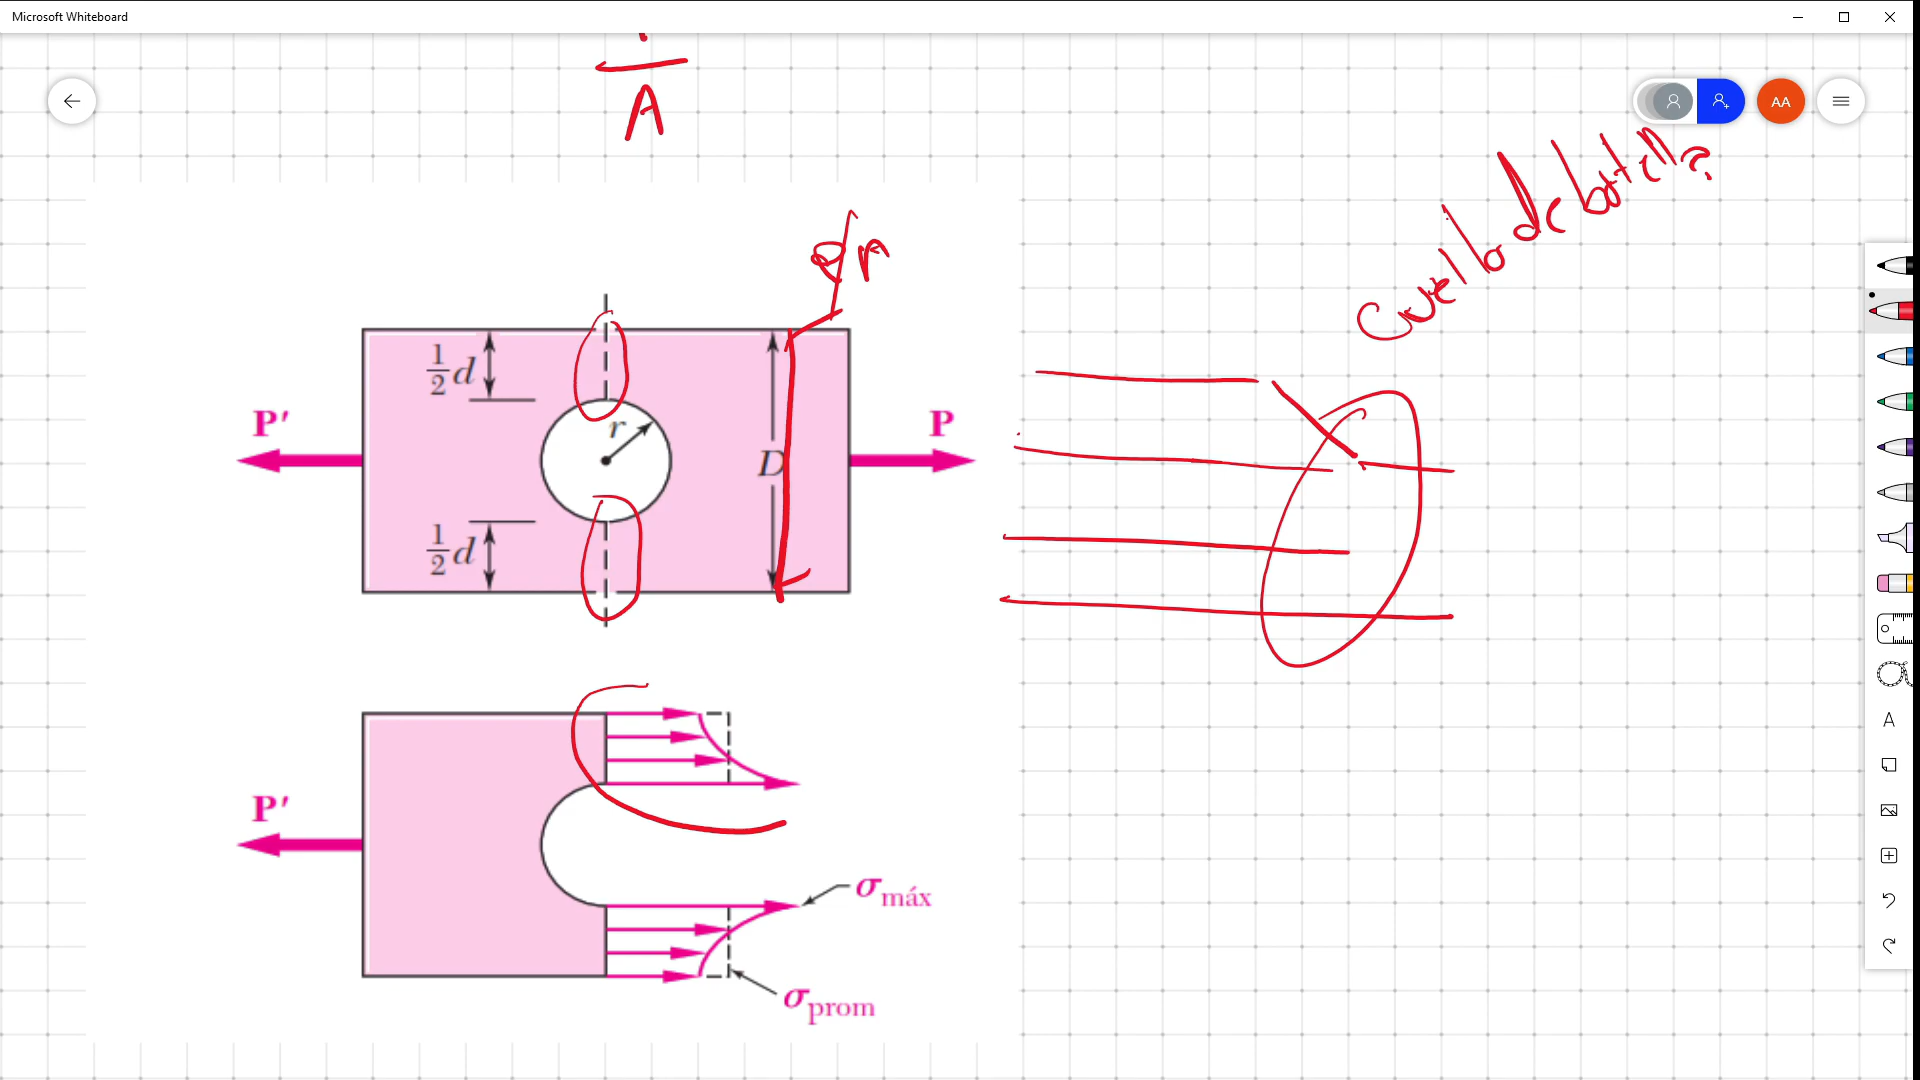 Microsoft Whiteboard
A
AA
Cuello de botella
1/2 d
r
P′
P
D
1/2 d
P′
σmáx
σprom
A